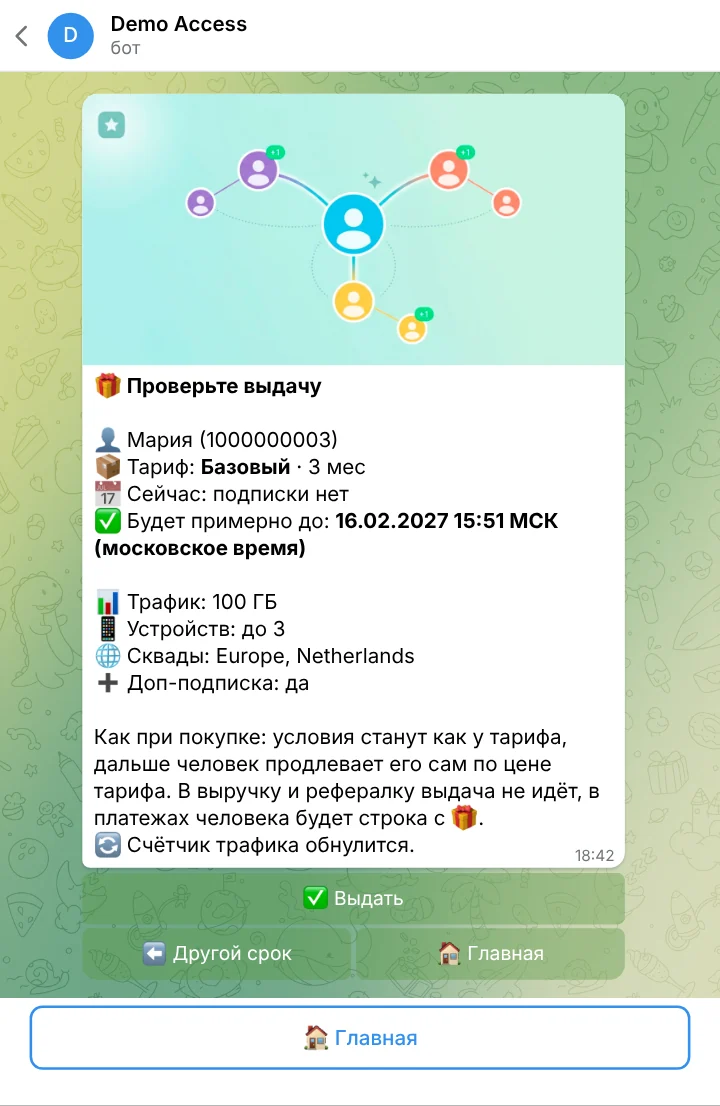 D
Demo Access
бот
+1
+1
+1
🎁 Проверьте выдачу
👤 Мария (1000000003)
📦 Тариф: Базовый · 3 мес
📅 Сейчас: подписки нет
✅ Будет примерно до: 16.02.2027 15:51 МСК
(московское время)
📊 Трафик: 100 ГБ
📱 Устройств: до 3
🌐 Сквады: Europe, Netherlands
➕ Доп-подписка: да
Как при покупке: условия станут как у тарифа,
дальше человек продлевает его сам по цене
тарифа. В выручку и рефералку выдача не идёт, в
платежах человека будет строка с 🎁.
🔄 Счётчик трафика обнулится.
18:42
✅ Выдать
⬅️ Другой срок
🏠 Главная
🏠 Главная